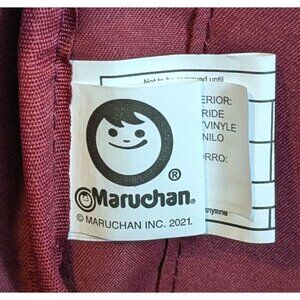 Not to be removed until
ERIOR:
RIDE
/VINYLE
NILO
ORRO:
®
Maruchan®
© MARUCHAN INC. 2021.